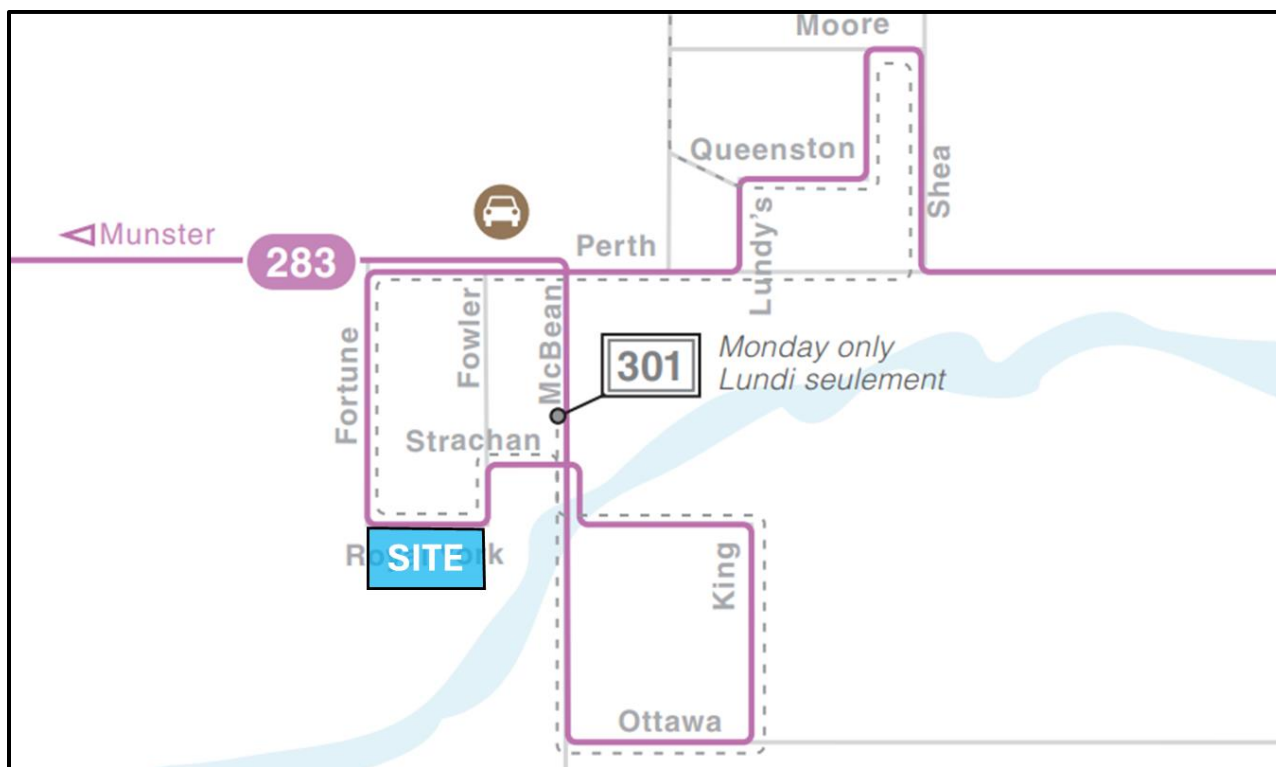 Moore
Queenston
Shea
Munster
283
Perth
Lundy's
Fortune
Fowler
McBean
301
Monday only
Lundi seulement
Strachan
SITE
King
Ottawa